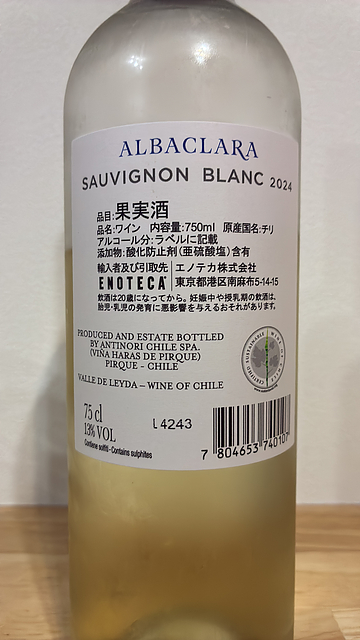 ALBACLARA
SAUVIGNON BLANC 2024
品目:果実酒
品名:ワイン 内容量:750ml 原産国名:チリ
アルコール分:ラベルに記載
添加物:酸化防止剤(亜硫酸塩)含有
輸入者及び引取先 エノテカ株式会社
ENOTECA 東京都港区南麻布5-14-15
飲酒は20歳になってから。妊娠中や授乳期の飲酒は、
胎児・乳児の発育に悪影響を与えるおそれがあります。
PRODUCED AND ESTATE BOTTLED
BY ANTINORI CHILE SPA.
(VIÑA HARAS DE PIRQUE)
PIRQUE - CHILE
VALLE DE LEYDA – WINE OF CHILE
CERTIFIED SUSTAINABLE WINE OF CHILE
75 cl
13% VOL
L4243
Contiene solfiti - Contains sulphites
7 804653 740107